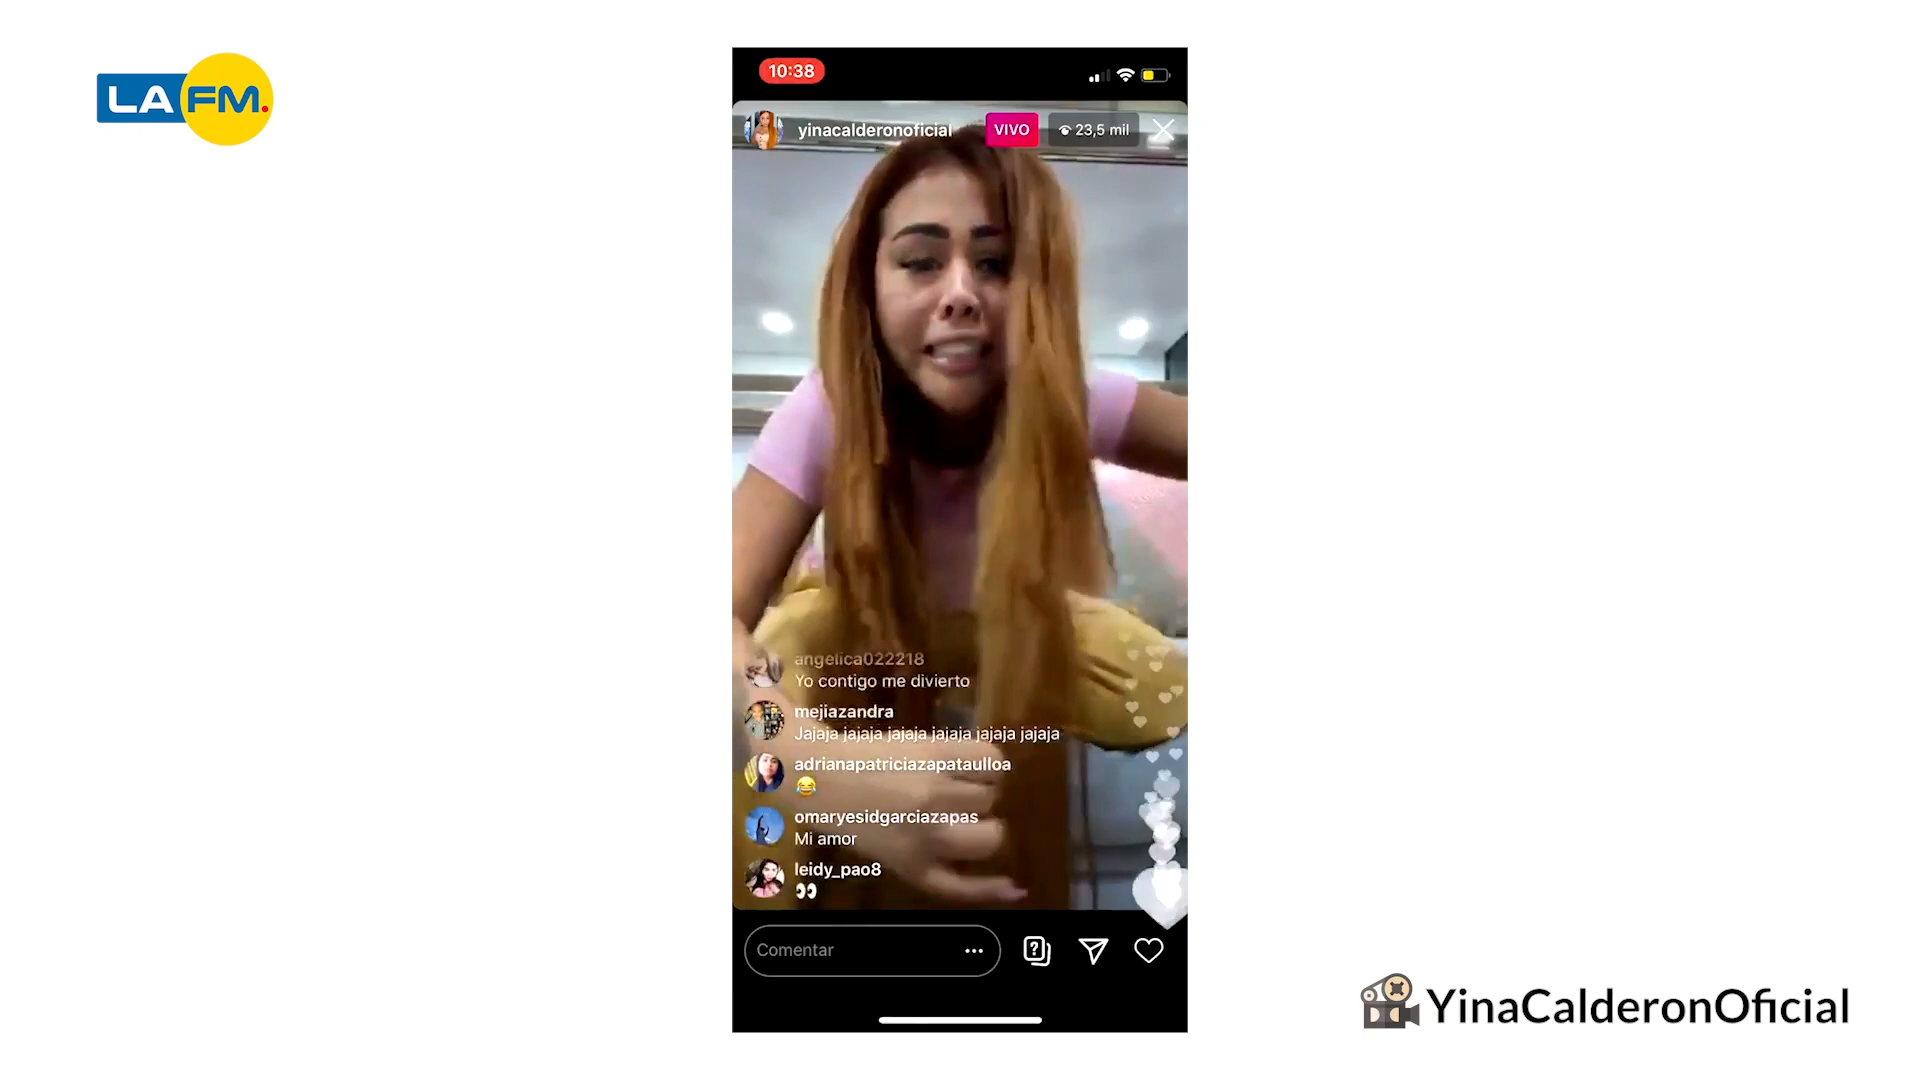 LA FM.
10:38
yinacalderonoficial VIVO 23,5 mil
angelica022218
Yo contigo me divierto
mejiazandra
Jajaja jajaja jajaja jajaja jajaja jajaja
adrianapatriciazapataulloa
😂
omaryesidgarciazapas
Mi amor
leidy_pao8
👀
Comentar
YinaCalderonOficial